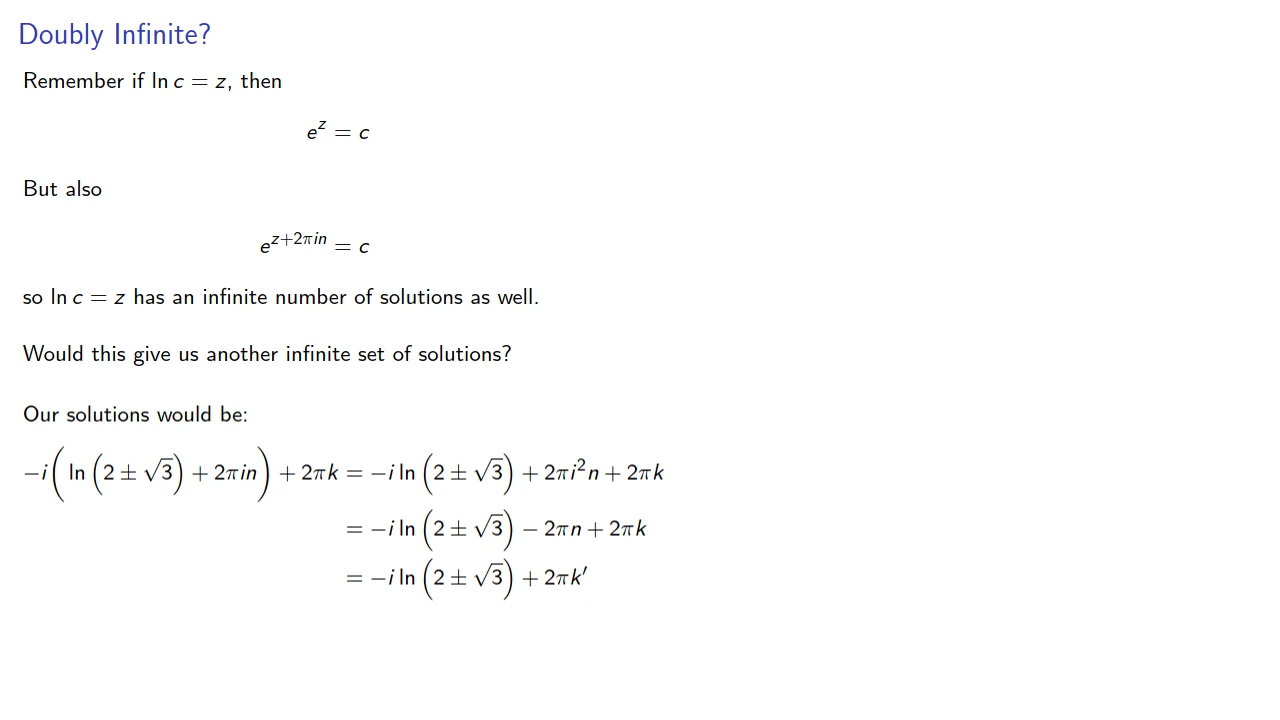 Doubly Infinite?
Remember if ln c = z, then
e^z = c
But also
e^{z+2πin} = c
so ln c = z has an infinite number of solutions as well.
Would this give us another infinite set of solutions?
Our solutions would be:
−i(ln(2 ± √3) + 2πin) + 2πk = −i ln(2 ± √3) + 2πi²n + 2πk
= −i ln(2 ± √3) − 2πn + 2πk
= −i ln(2 ± √3) + 2πk′